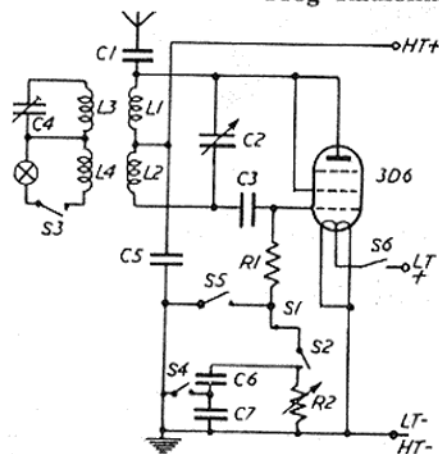 HT+
C1
L3
L1
C4
C2
L4
L2
C3
3D6
S3
S6
LT
+
C5
R1
S5
S1
S2
S4
C6
R2
C7
LT-
HT-